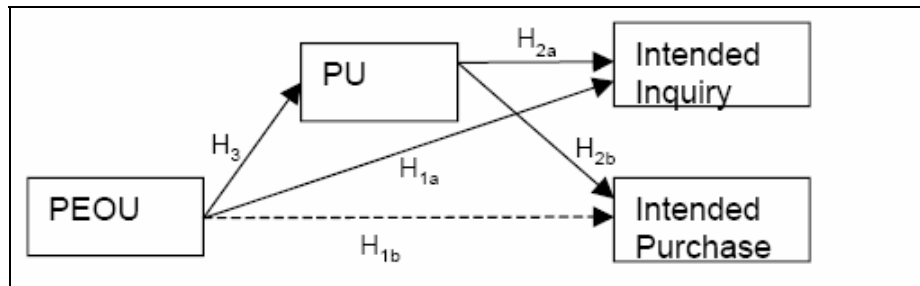 PU
H2a
Intended
Inquiry
H3
H1a
H2b
PEOU
H1b
Intended
Purchase